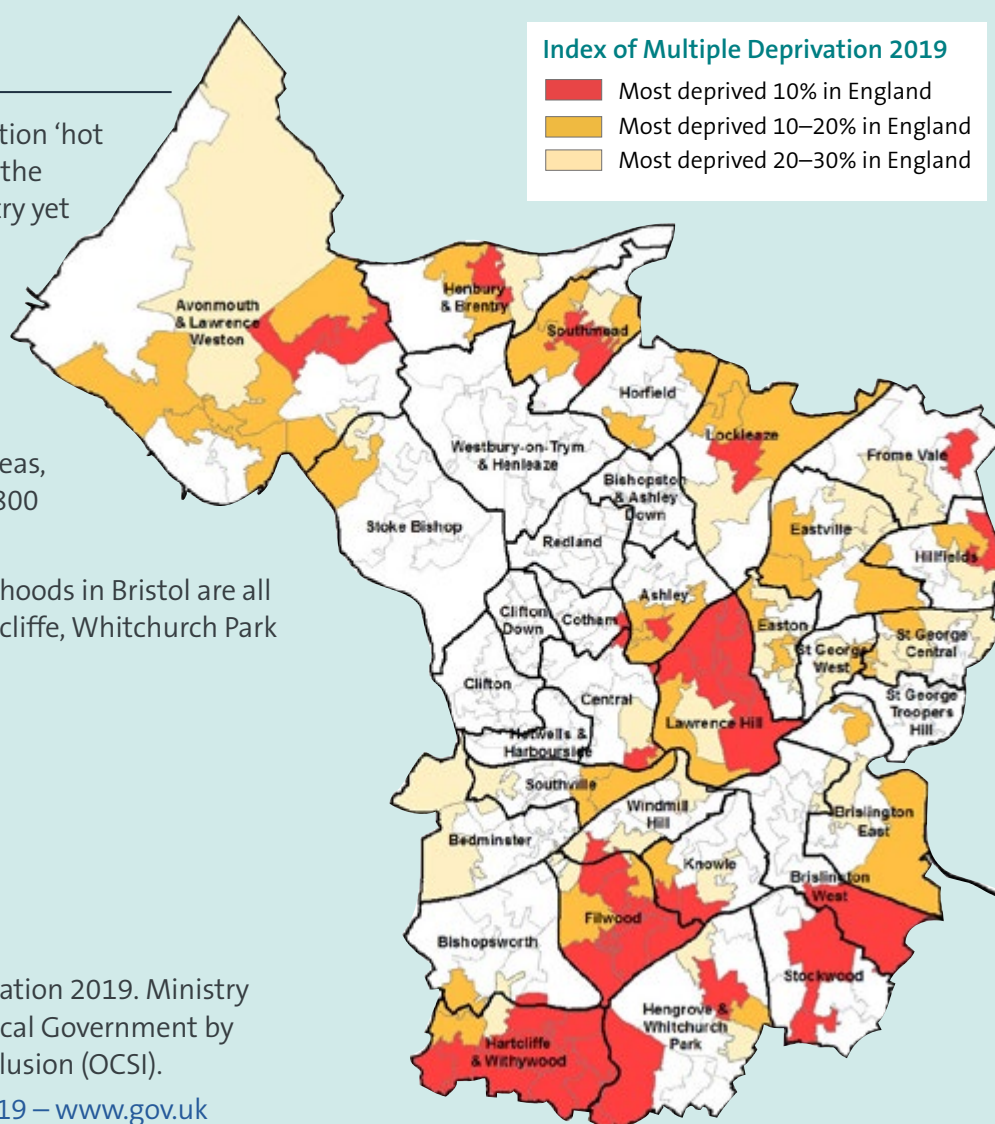 tion ‘hot
the
try yet
eas,
300
hoods in Bristol are all
cliffe, Whitchurch Park
ation 2019. Ministry
cal Government by
lusion (OCSI).
19 – www.gov.uk
Index of Multiple Deprivation 2019
Most deprived 10% in England
Most deprived 10–20% in England
Most deprived 20–30% in England
Avonmouth
& Lawrence
Weston
Henbury
& Brentry
Southmead
Horfield
Lockleaze
Frome Vale
Westbury-on-Trym
& Henleaze
Bishopston
& Ashley
Down
Stoke Bishop
Redland
Eastville
Hillfields
Ashley
Clifton
Down
Cotham
Easton
St George
West
St George
Central
Clifton
Central
Lawrence Hill
St George
Troopers
Hill
Hotwells &
Harbourside
Southville
Windmill
Hill
Bedminster
Knowle
Brislington
East
Brislington
West
Filwood
Bishopsworth
Stockwood
Hengrove &
Whitchurch
Park
Hartcliffe
& Withywood